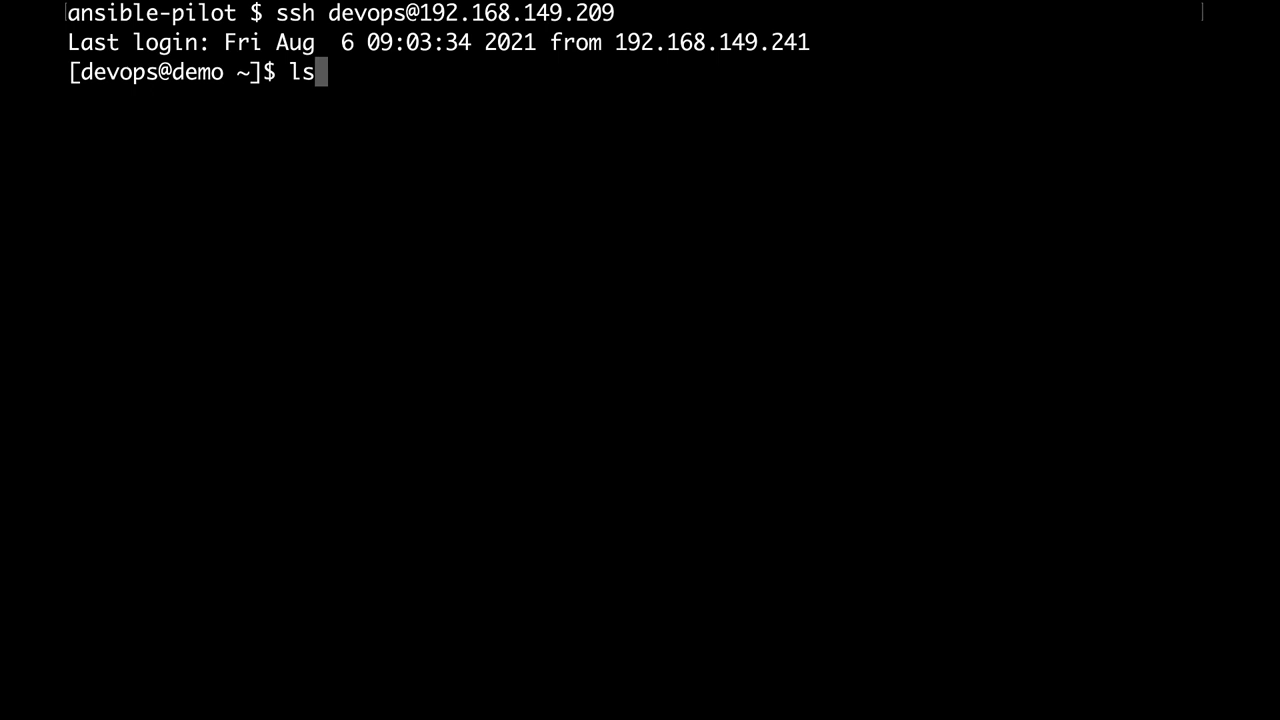 ansible-pilot $ ssh devops@192.168.149.209
Last login: Fri Aug  6 09:03:34 2021 from 192.168.149.241
[devops@demo ~]$ ls